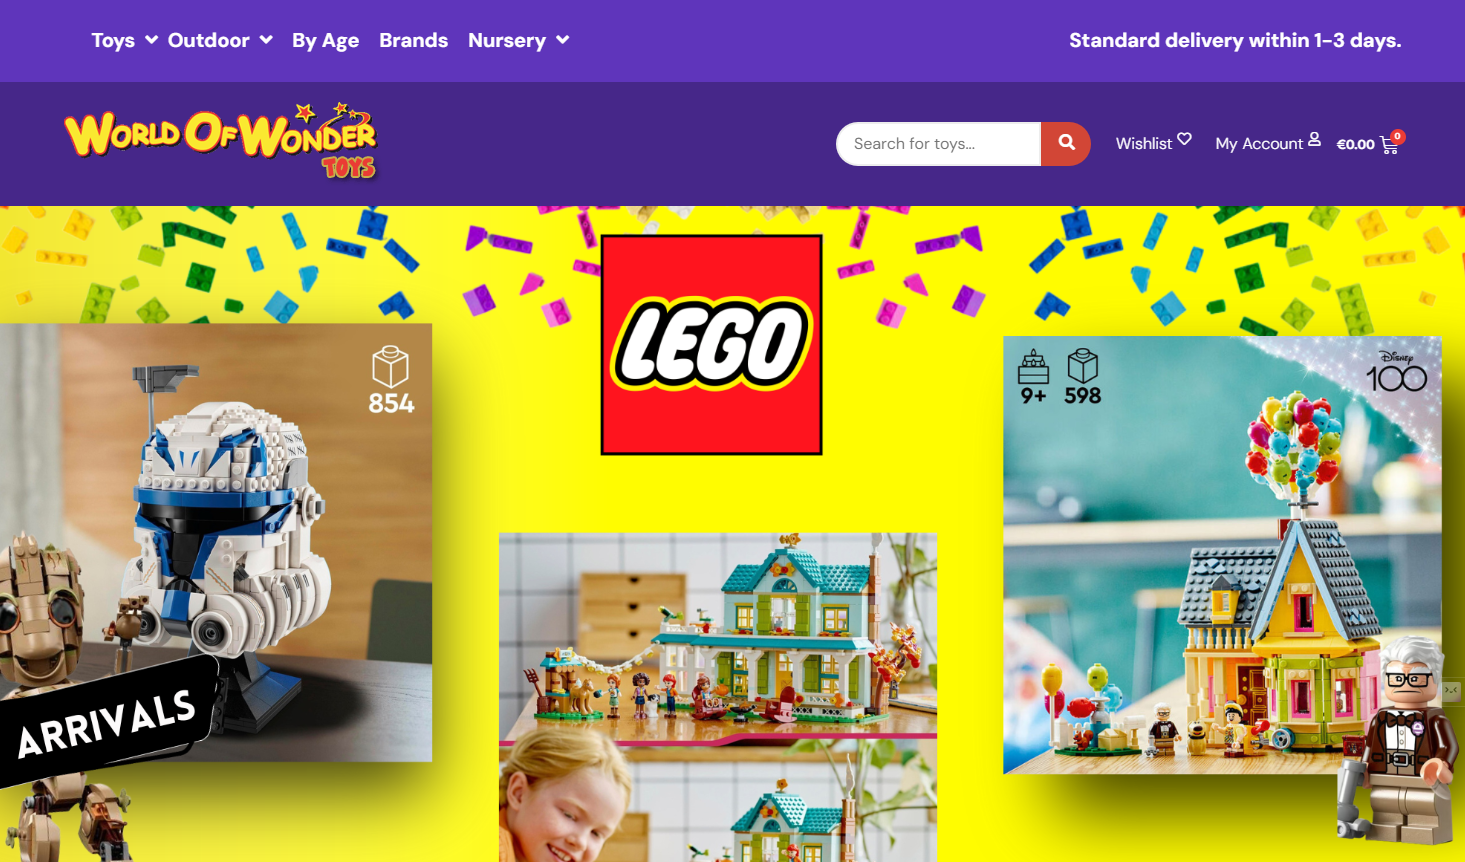 Toys Outdoor By Age Brands Nursery Standard delivery within 1-3 days.
WORLD OF WONDER
TOYS
Search for toys...
Wishlist
My Account
€0.00
0
LEGO
854
ARRIVALS
9+
598
Disney
100